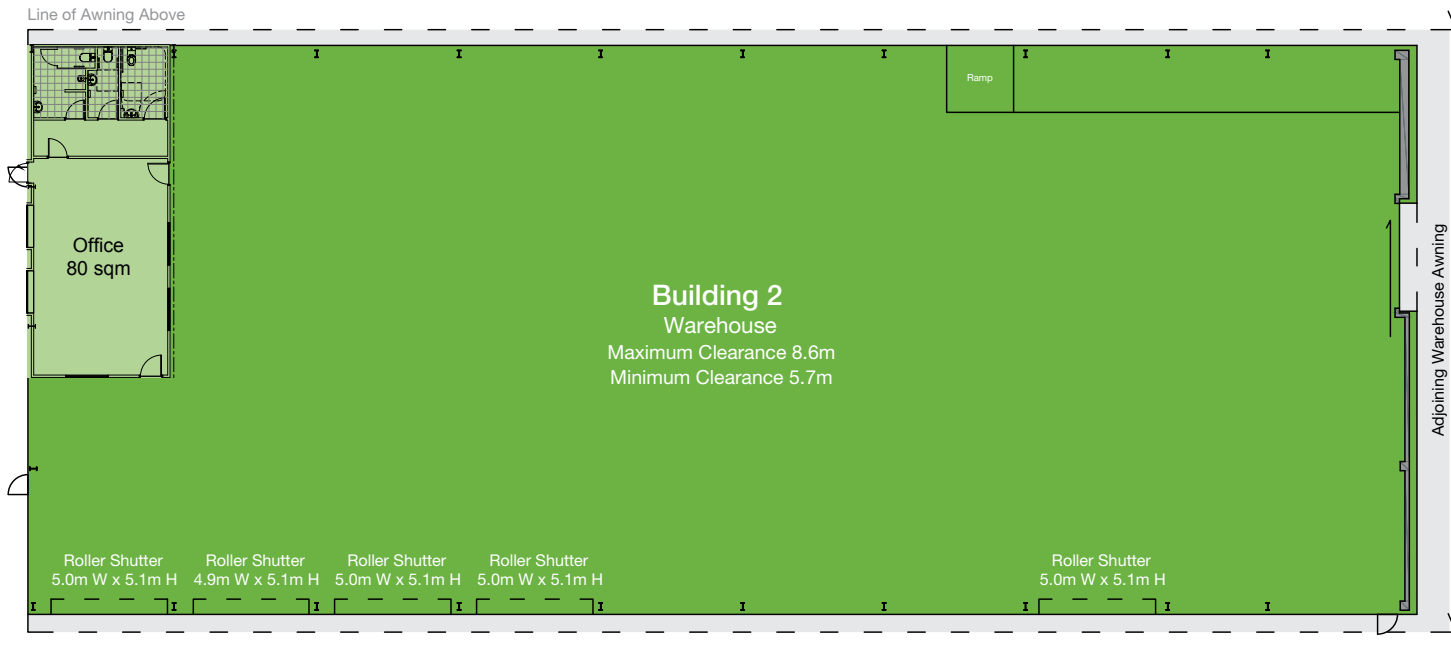 Line of Awning Above
Ramp
Office
80 sqm
Building 2
Warehouse
Maximum Clearance 8.6m
Minimum Clearance 5.7m
Adjoining Warehouse Awning
Roller Shutter
5.0m W x 5.1m H
Roller Shutter
4.9m W x 5.1m H
Roller Shutter
5.0m W x 5.1m H
Roller Shutter
5.0m W x 5.1m H
Roller Shutter
5.0m W x 5.1m H